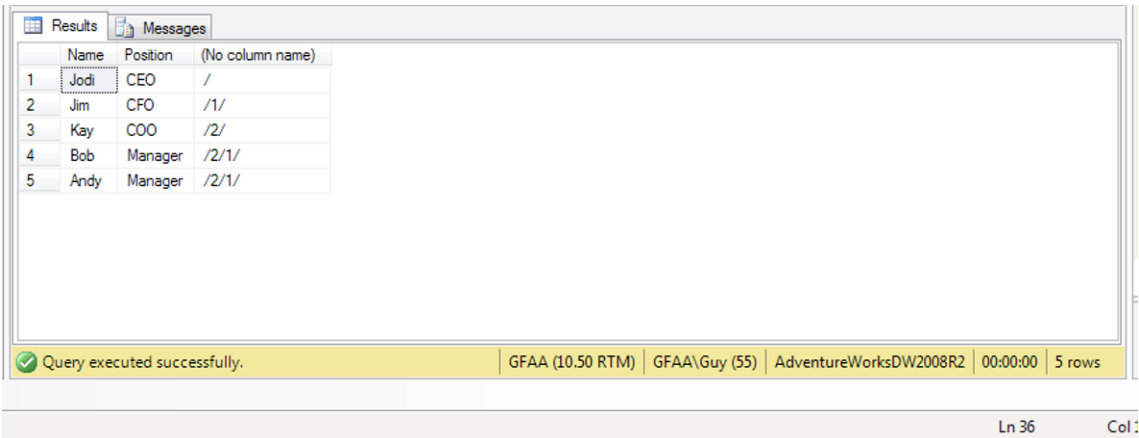 Results Messages
Name Position (No column name)
1 Jodi CEO /
2 Jim CFO /1/
3 Kay COO /2/
4 Bob Manager /2/1/
5 Andy Manager /2/1/
Query executed successfully. GFAA (10.50 RTM) GFAA\Guy (55) AdventureWorksDW2008R2 00:00:00 5 rows
Ln 36 Col